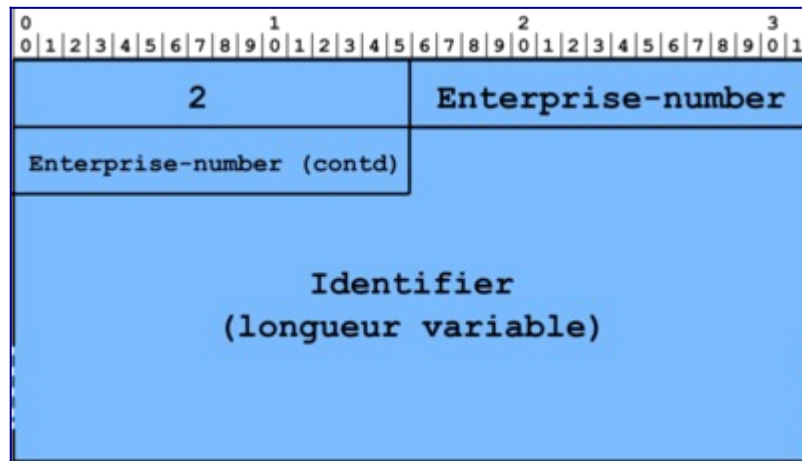 0 1 2 3
0|1|2|3|4|5|6|7|8|9|0|1|2|3|4|5|6|7|8|9|0|1|2|3|4|5|6|7|8|9|0|1
2 Enterprise-number
Enterprise-number (contd)
Identifier
(longueur variable)